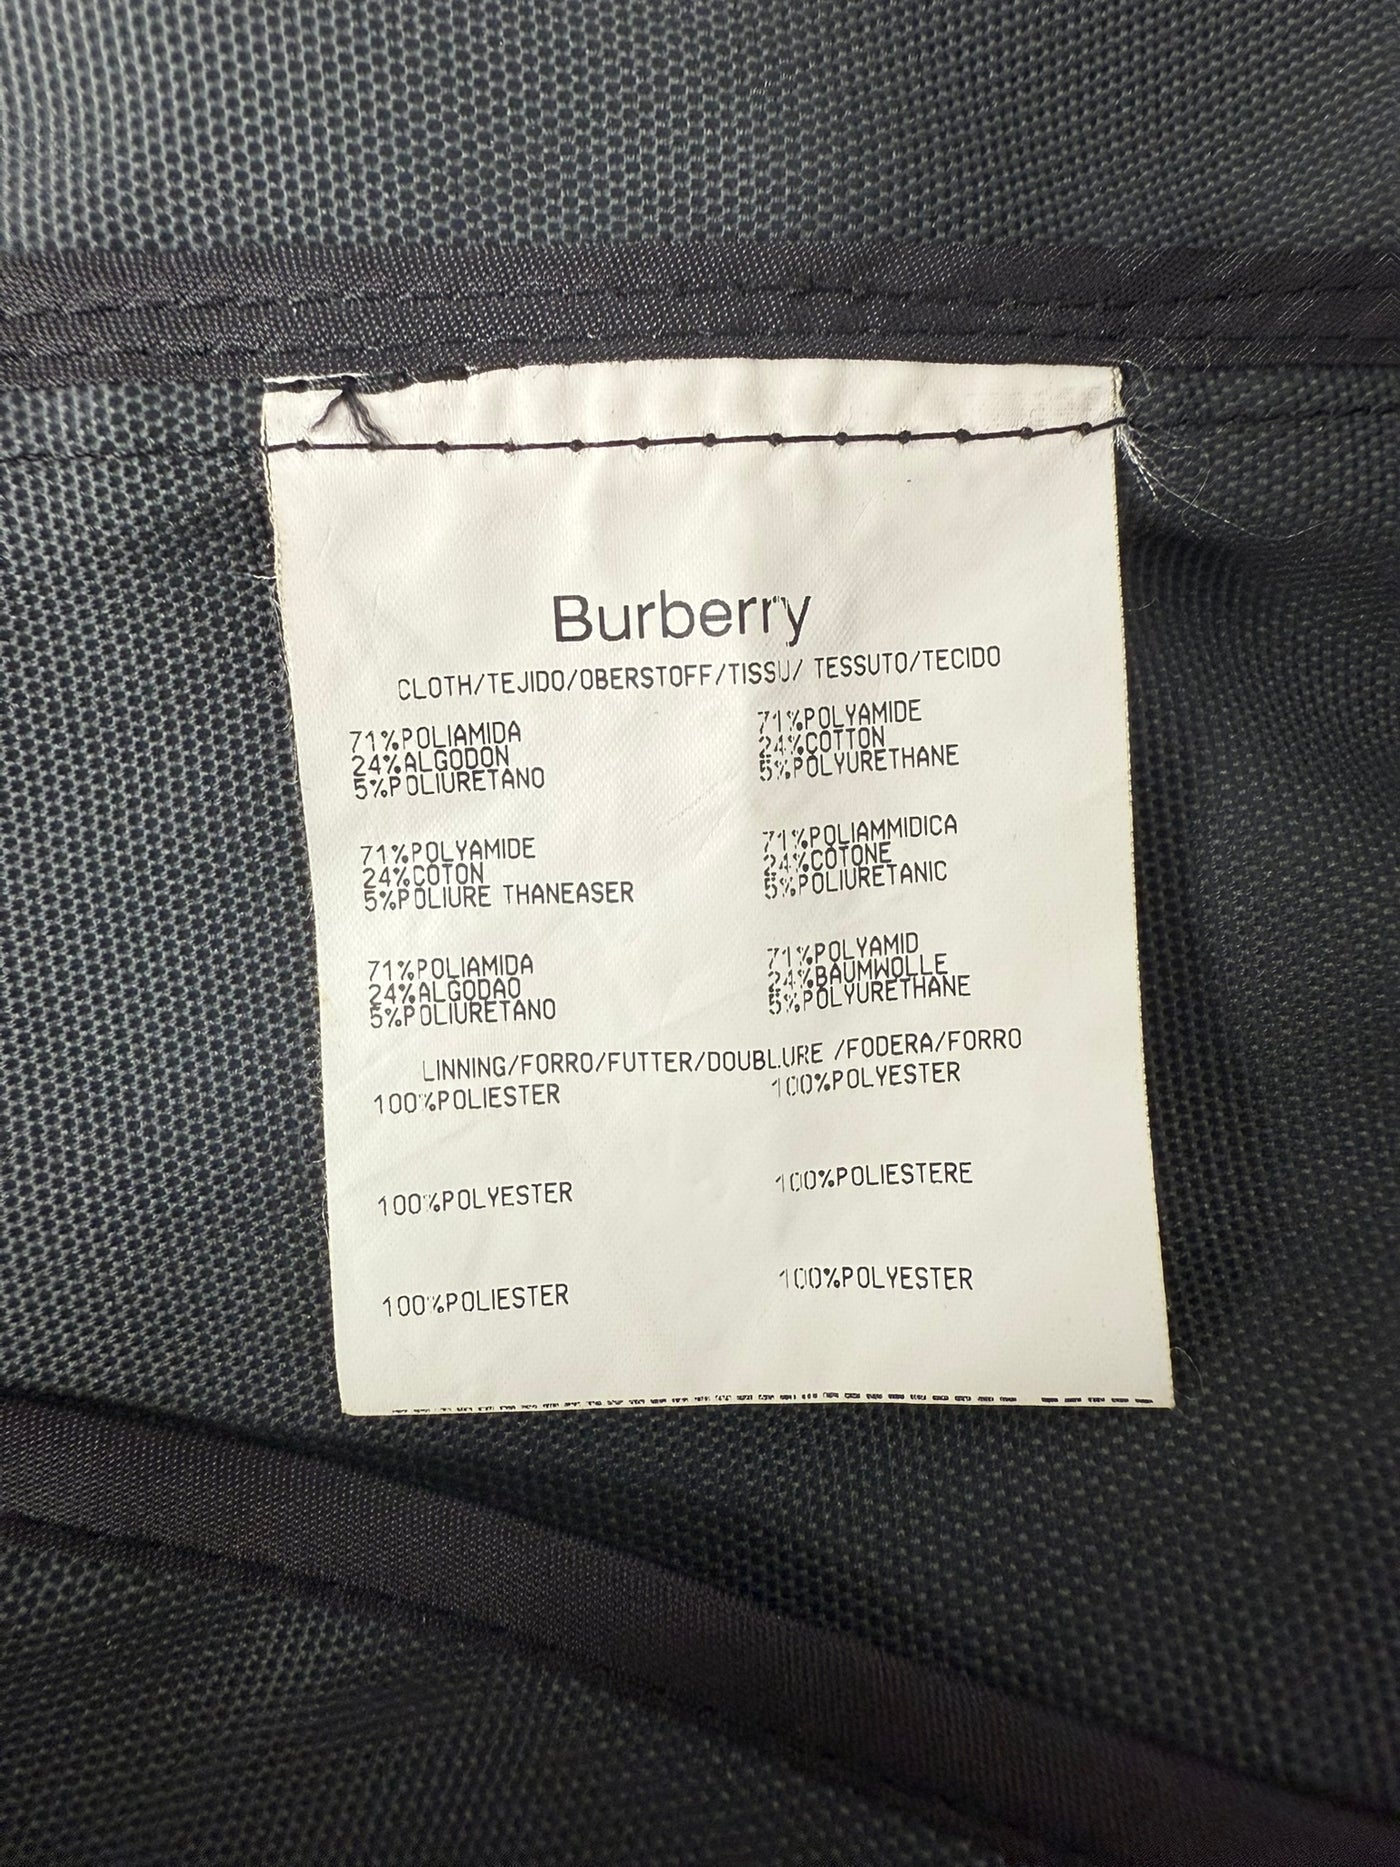 Burberry
CLOTH/TEJIDO/OBERSTOFF/TISSU/ TESSUTO/TECIDO
71%POLIAMIDA
24%ALGODON
5%POLIURETANO
71%POLYAMIDE
24%COTTON
5%POLYURETHANE
71%POLYAMIDE
24%COTON
5%POLIURE THANEASER
71%POLIAMMIDICA
24%COTONE
5%POLIURETANIC
71%POLIAMIDA
24%ALGODAO
5%POLIURETANO
71%POLYAMID
24%BAUMWOLLE
5%POLYURETHANE
LINNING/FORRO/FUTTER/DOUBLURE /FODERA/FORRO
100%POLIESTER
100%POLYESTER
100%POLYESTER
100%POLIESTERE
100%POLIESTER
100%POLYESTER